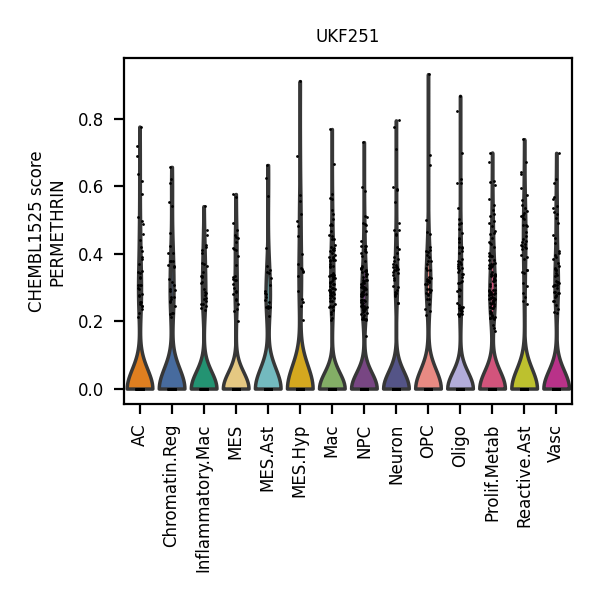 UKF251
CHEMBL1525 score
PERMETHRIN
0.8
0.6
0.4
0.2
0.0
AC
Chromatin.Reg
Inflammatory.Mac
MES
MES.Ast
MES.Hyp
Mac
NPC
Neuron
OPC
Oligo
Prolif.Metab
Reactive.Ast
Vasc